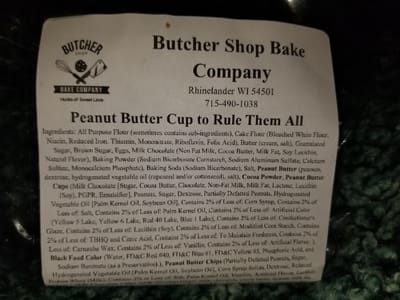 BUTCHER
SHOP
BAKE COMPANY
Butcher Shop Bake
Company
Rhinelander WI 54501
715-490-1038
Peanut Butter Cup to Rule Them All
Ingredients: All Purpose Flour (sometimes contains sub-ingredients), Cake Flour (Bleached White Flour,
Niacin, Reduced Iron, Thiamin, Mononitrate, Riboflavin, Folic Acid), Butter (cream, salt), Granulated
Sugar, Brown Sugar, Eggs, Milk Chocolate (Non Fat Milk, Cocoa Butter, Milk Fat, Soy Lecithin,
Natural Flavor), Baking Powder (Sodium Bicarbonate Cornstarch, Sodium Aluminum Sulfate, Calcium
Sulfate, Monocalcium Phosphate), Baking Soda (Sodium Bicarbonate), Salt, Peanut Butter (peanuts,
dextrose, hydrogenated vegetable oil (rapeseed and/or cottonseed), salt), Cocoa Powder, Peanut Butter
Cups (Milk Chocolate [Sugar, Cocoa Butter, Chocolate, Non-Fat Milk, Milk Fat, Lactose, Lecithin
(Soy), PGPR, Emulsifier], Peanuts, Sugar, Dextrose, Partially Defatted Peanuts, Hydrogenated
Vegetable Oil [Palm Kernel Oil, Soybean Oil], Contains 2% of Less of: Corn Syrup, Contains 2% of
Less of: Salt, Contains 2% of Less of: Palm Kernel Oil, Contains 2% of Less of: Artificial Color
(Yellow 5 Lake, Yellow 6 Lake, Red 40 Lake, Blue 1 Lake), Contains 2% of Less of: Confectioner's
Glaze, Contains 2% of Less of: Lecithin (Soy), Contains 2% of Less of: Modified Corn Starch, Contains
2% of Less of: TBHQ and Citric Acid, Contains 2% of Less of: To Maintain Freshness, Contains 2% of
Less of: Carnauba Wax, Contains 2% of Less of: Vanillin, Contains 2% of Less of: Artificial Flavor, ),
Black Food Color (Water, FD&C Red #40, FD&C Blue #1, FD&C Yellow #5, Phosphoric Acid, and
Sodium Benzoate (as a Preservative)), Peanut Butter Chips (Partially Defatted Peanuts, Sugar,
Hydrogenated Vegetable Oil [Palm Kernel Oil, Soybean Oil], Corn Syrup Solids, Dextrose, Reduced